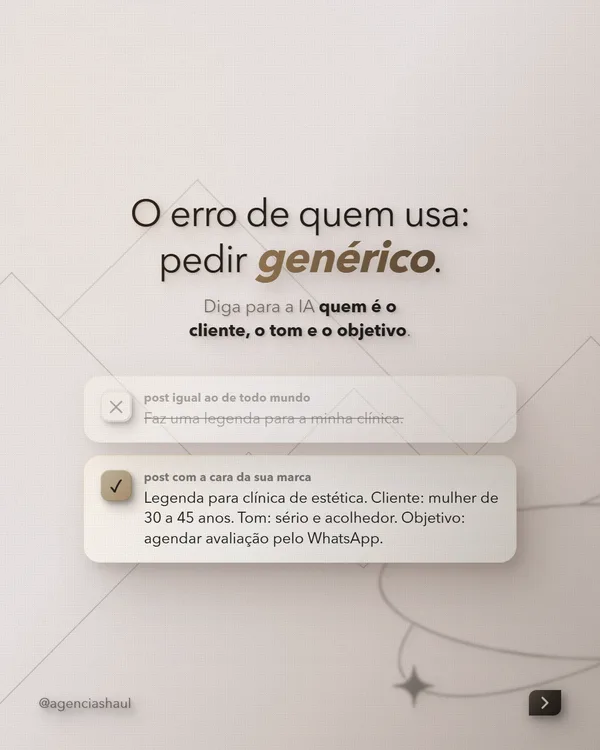 O erro de quem usa:
pedir genérico.
Diga para a IA quem é o
cliente, o tom e o objetivo.
post igual ao de todo mundo
Faz uma legenda para a minha clínica.
post com a cara da sua marca
Legenda para clínica de estética. Cliente: mulher de
30 a 45 anos. Tom: sério e acolhedor. Objetivo:
agendar avaliação pelo WhatsApp.
@agenciashaul